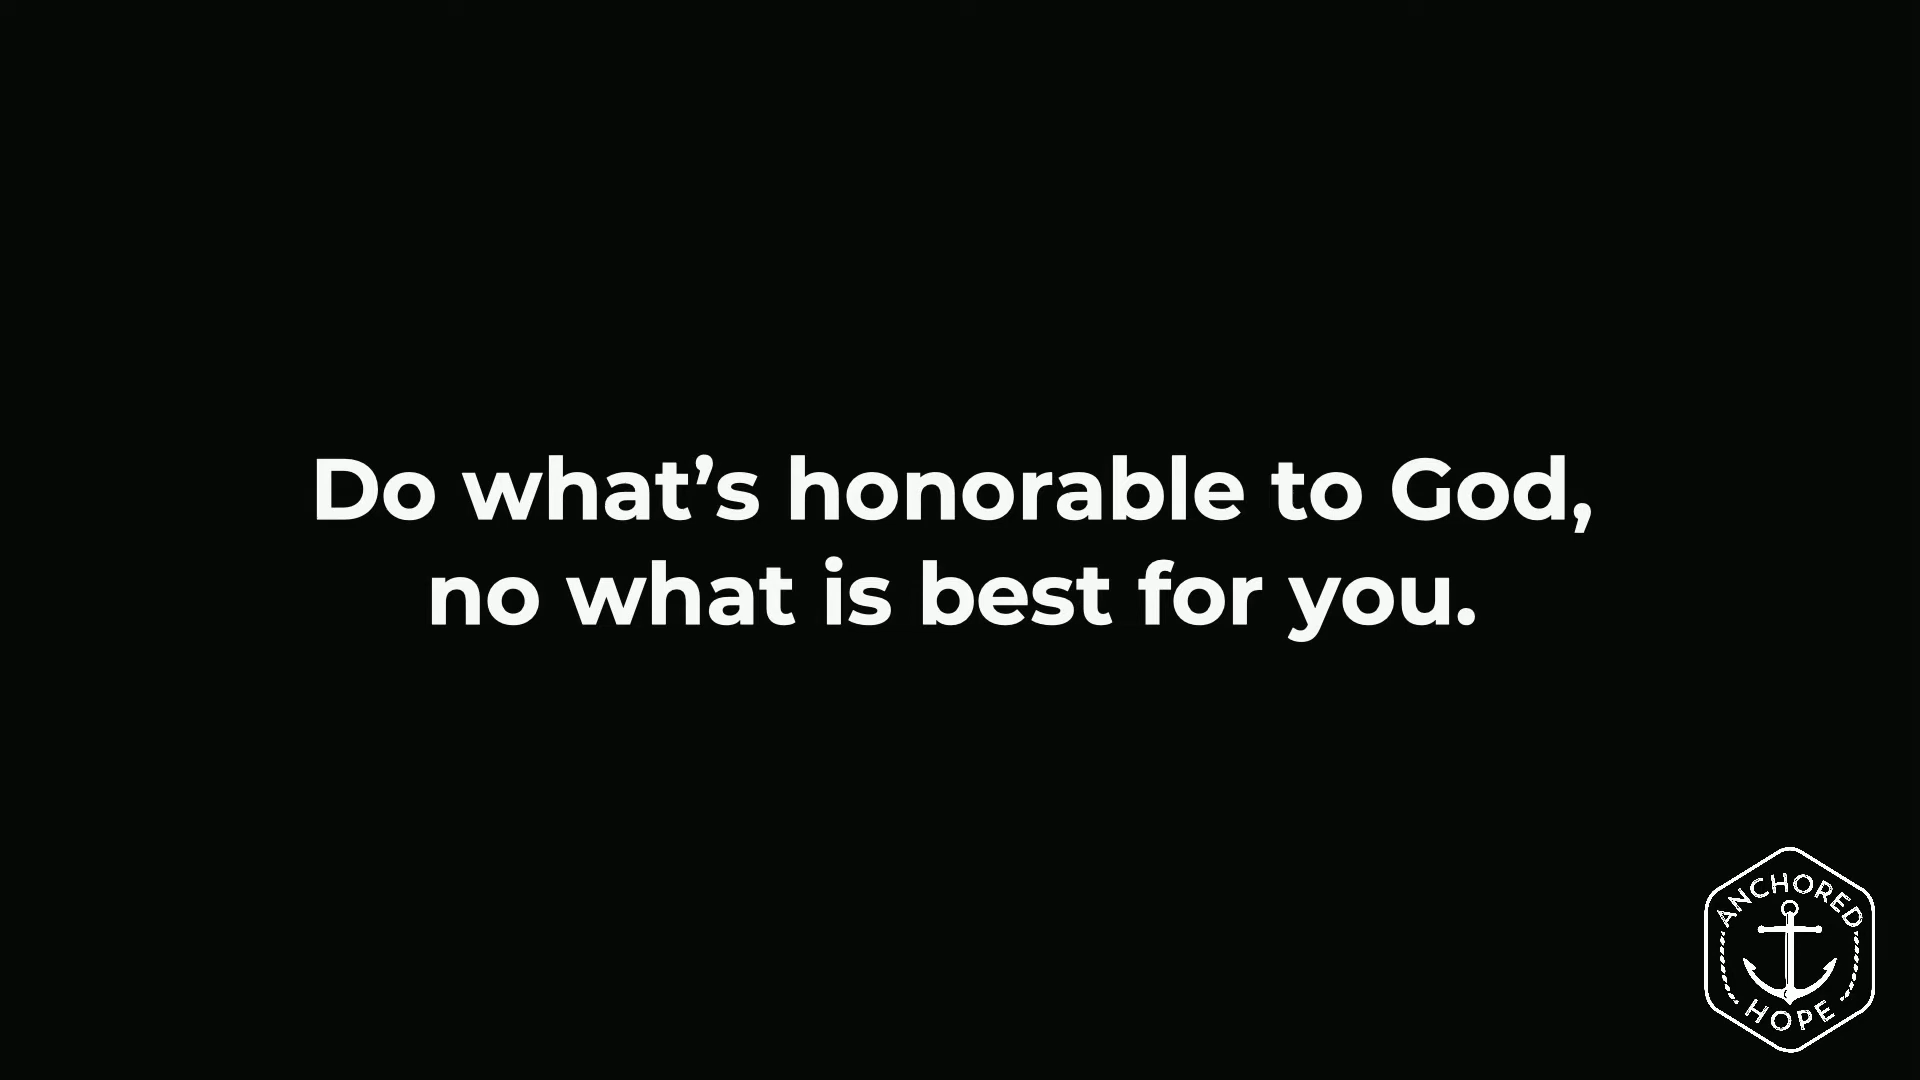 Do what’s honorable to God,
no what is best for you.
ANCHORED
HOPE